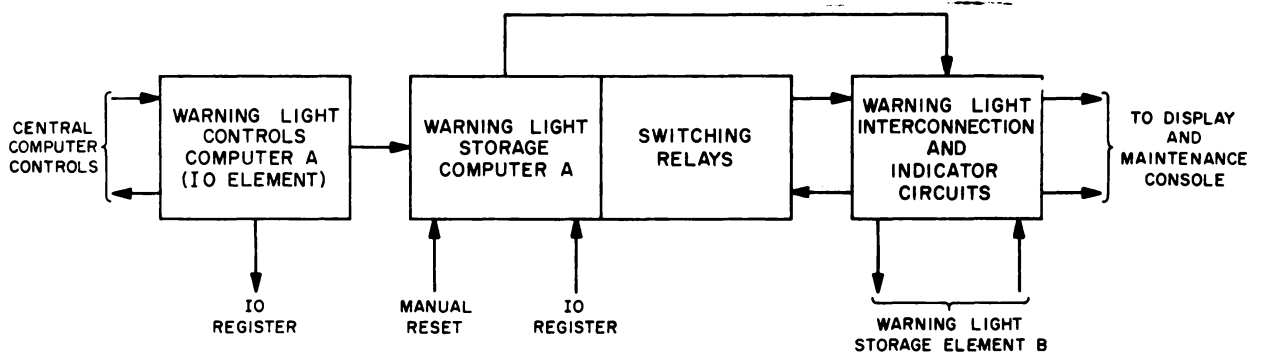 CENTRAL
COMPUTER
CONTROLS
WARNING LIGHT
CONTROLS
COMPUTER A
(IO ELEMENT)
WARNING LIGHT
STORAGE
COMPUTER A
SWITCHING
RELAYS
WARNING LIGHT
INTERCONNECTION
AND
INDICATOR
CIRCUITS
TO DISPLAY
AND
MAINTENANCE
CONSOLE
IO
REGISTER
MANUAL
RESET
IO
REGISTER
WARNING LIGHT
STORAGE ELEMENT B